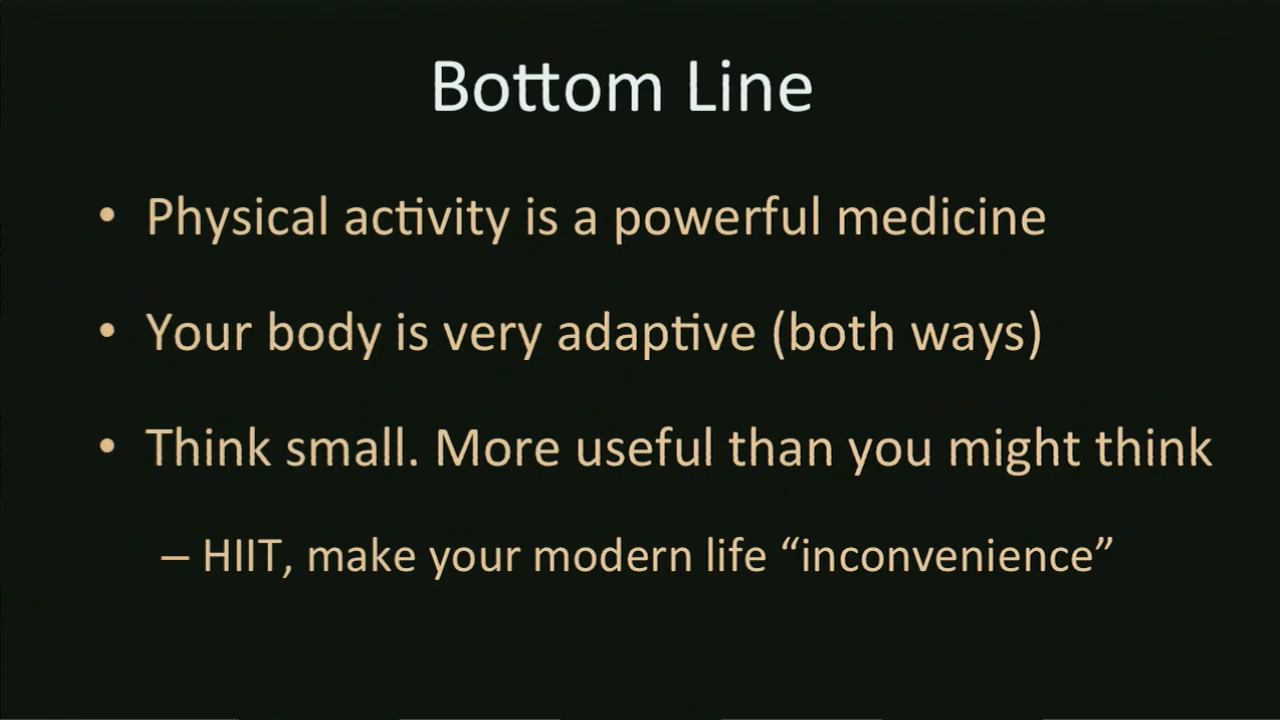 Bottom Line
• Physical activity is a powerful medicine
• Your body is very adaptive (both ways)
• Think small. More useful than you might think
– HIIT, make your modern life “inconvenience”